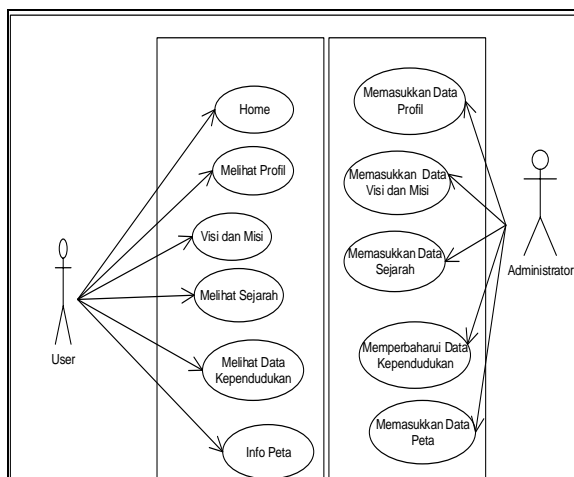 Home
Melihat Profil
Visi dan Misi
Melihat Sejarah
Melihat Data
Kependudukan
Info Peta
User
Memasukkan Data
Profil
Memasukkan Data
Visi dan Misi
Memasukkan Data
Sejarah
Memperbaharui Data
Kependudukan
Memasukkan Data
Peta
Administrator